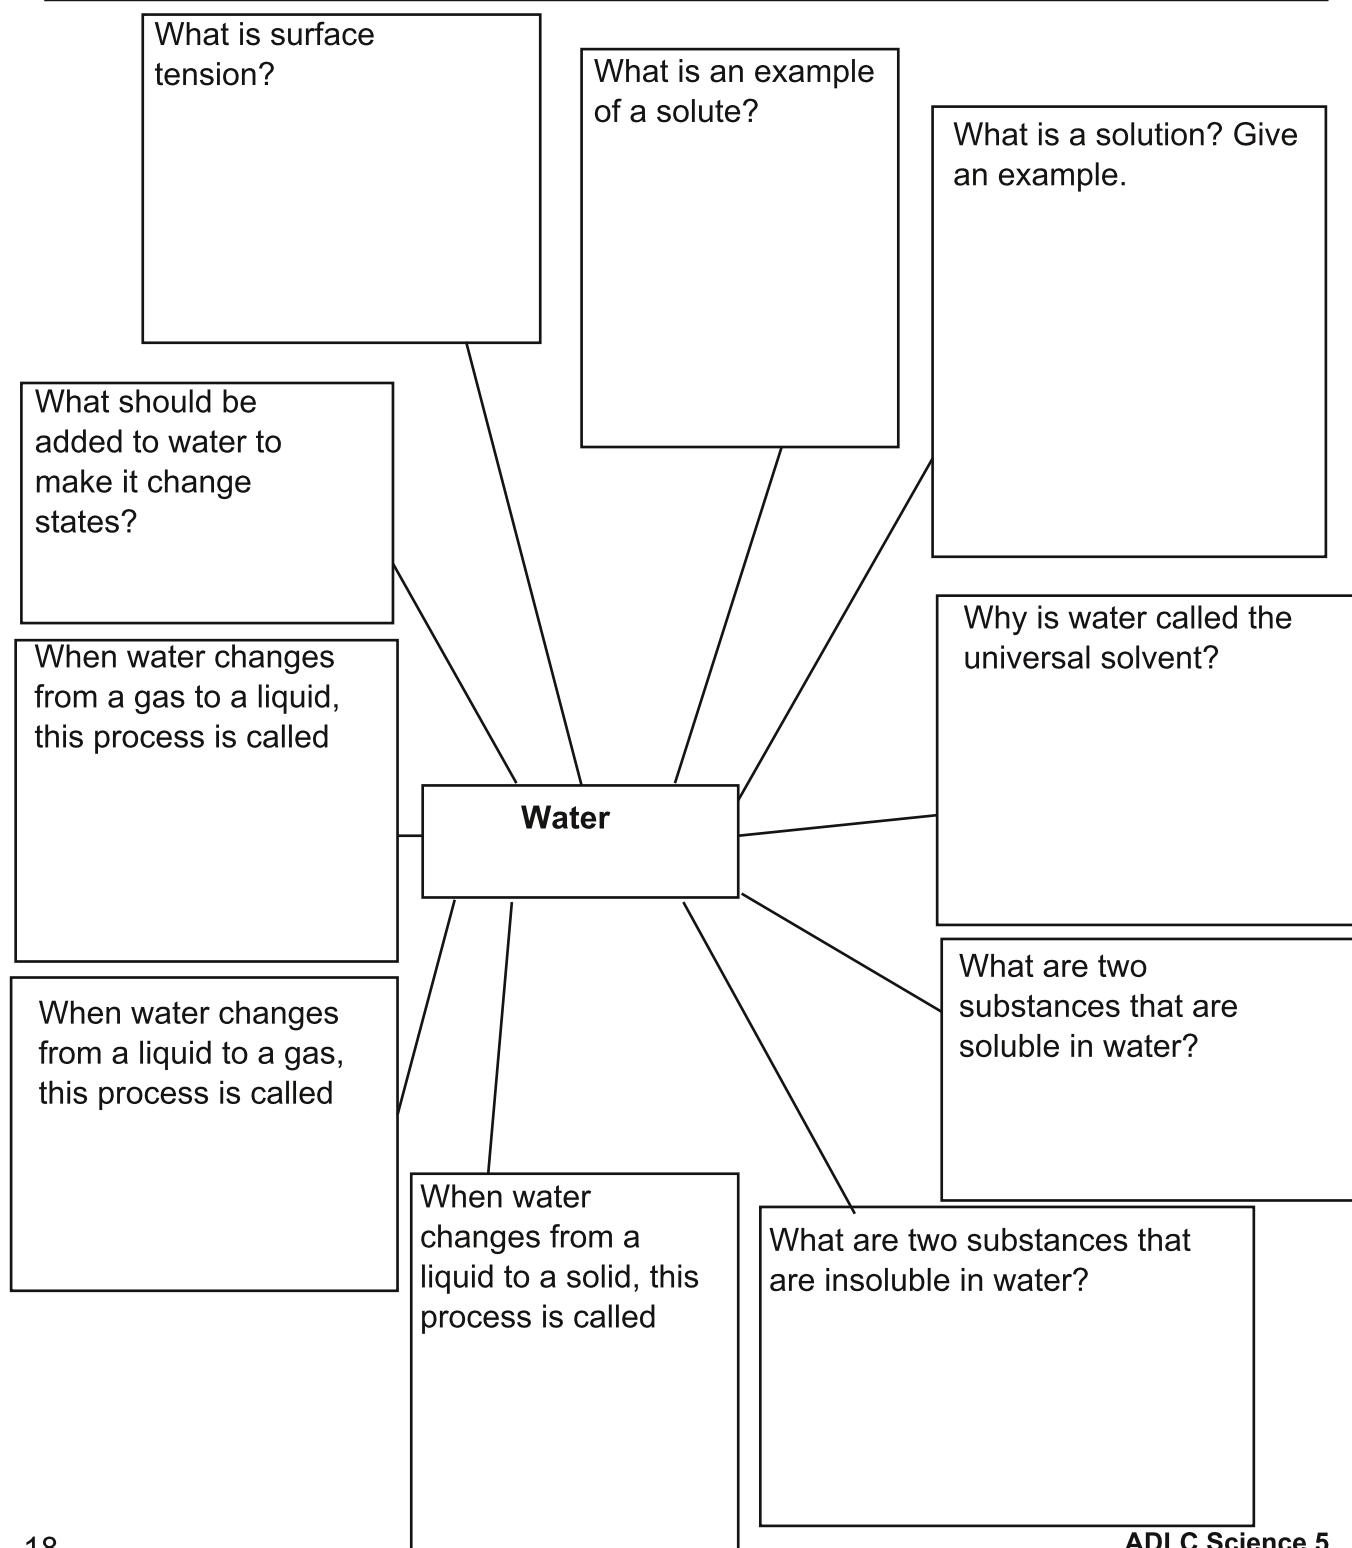 What is surface
tension?
What is an example
of a solute?
What is a solution? Give
an example.
What should be
added to water to
make it change
states?
Why is water called the
universal solvent?
When water changes
from a gas to a liquid,
this process is called
Water
What are two
substances that are
soluble in water?
When water changes
from a liquid to a gas,
this process is called
When water
changes from a
liquid to a solid, this
process is called
What are two substances that
are insoluble in water?
18
ADLC Science 5